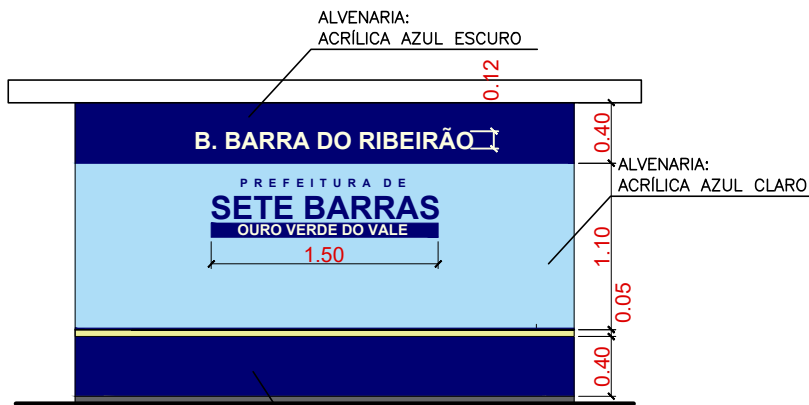 ALVENARIA:
ACRÍLICA AZUL ESCURO
0.12
0.40
B. BARRA DO RIBEIRÃO
ALVENARIA:
ACRÍLICA AZUL CLARO
PREFEITURA DE
SETE BARRAS
OURO VERDE DO VALE
1.50
1.10
0.05
0.40